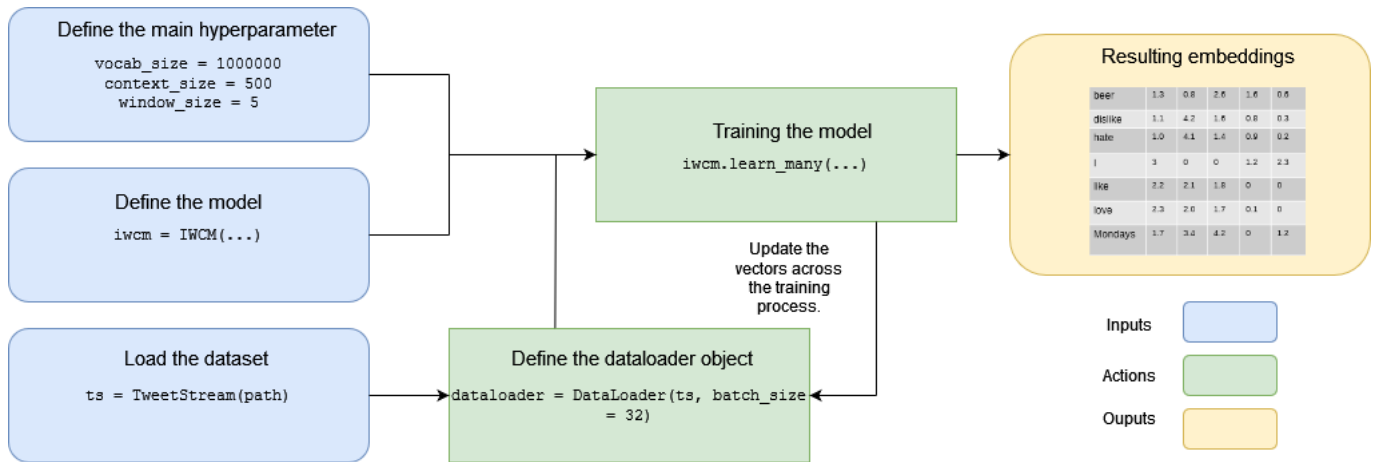 Define the main hyperparameter
vocab_size = 1000000
context_size = 500
window_size = 5
Define the model
iwcm = IWCM(...)
Load the dataset
ts = TweetStream(path)
Training the model
iwcm.learn_many(...)
Update the
vectors across
the training
process.
Define the dataloader object
dataloader = DataLoader(ts, batch_size
= 32)
Resulting embeddings
beer 1.3 0.8 2.6 1.6 0.6
dislike 1.1 4.2 1.6 0.8 0.3
hate 1.0 4.1 1.4 0.9 0.2
I 3 0 0 1.2 2.3
like 2.2 2.1 1.8 0 0
love 2.3 2.0 1.7 0.1 0
Mondays 1.7 3.4 4.2 0 1.2
Inputs
Actions
Ouputs